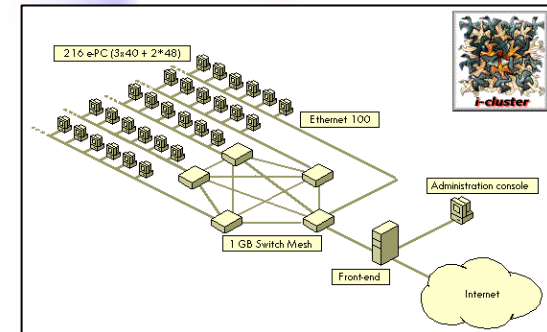 216 e-PC (3x40 + 2*48)
i-cluster
Ethernet 100
Administration console
1 GB Switch Mesh
Front-end
Internet